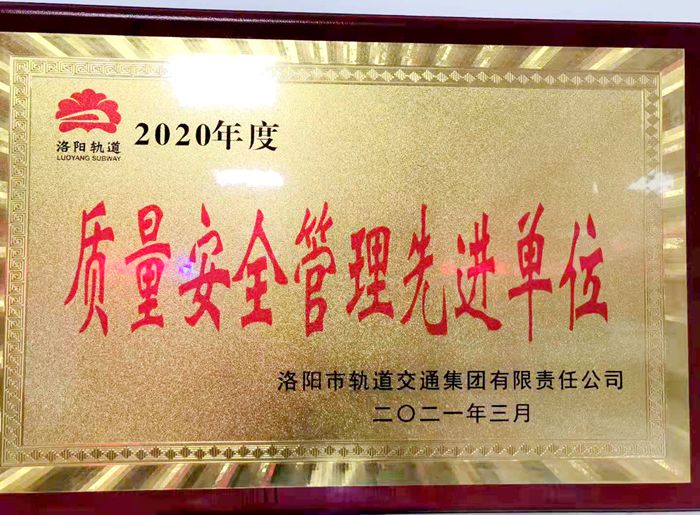 洛阳轨道
LUOYANG SUBWAY
2020年度
质量安全管理先进单位
洛阳市轨道交通集团有限责任公司
二〇二一年三月